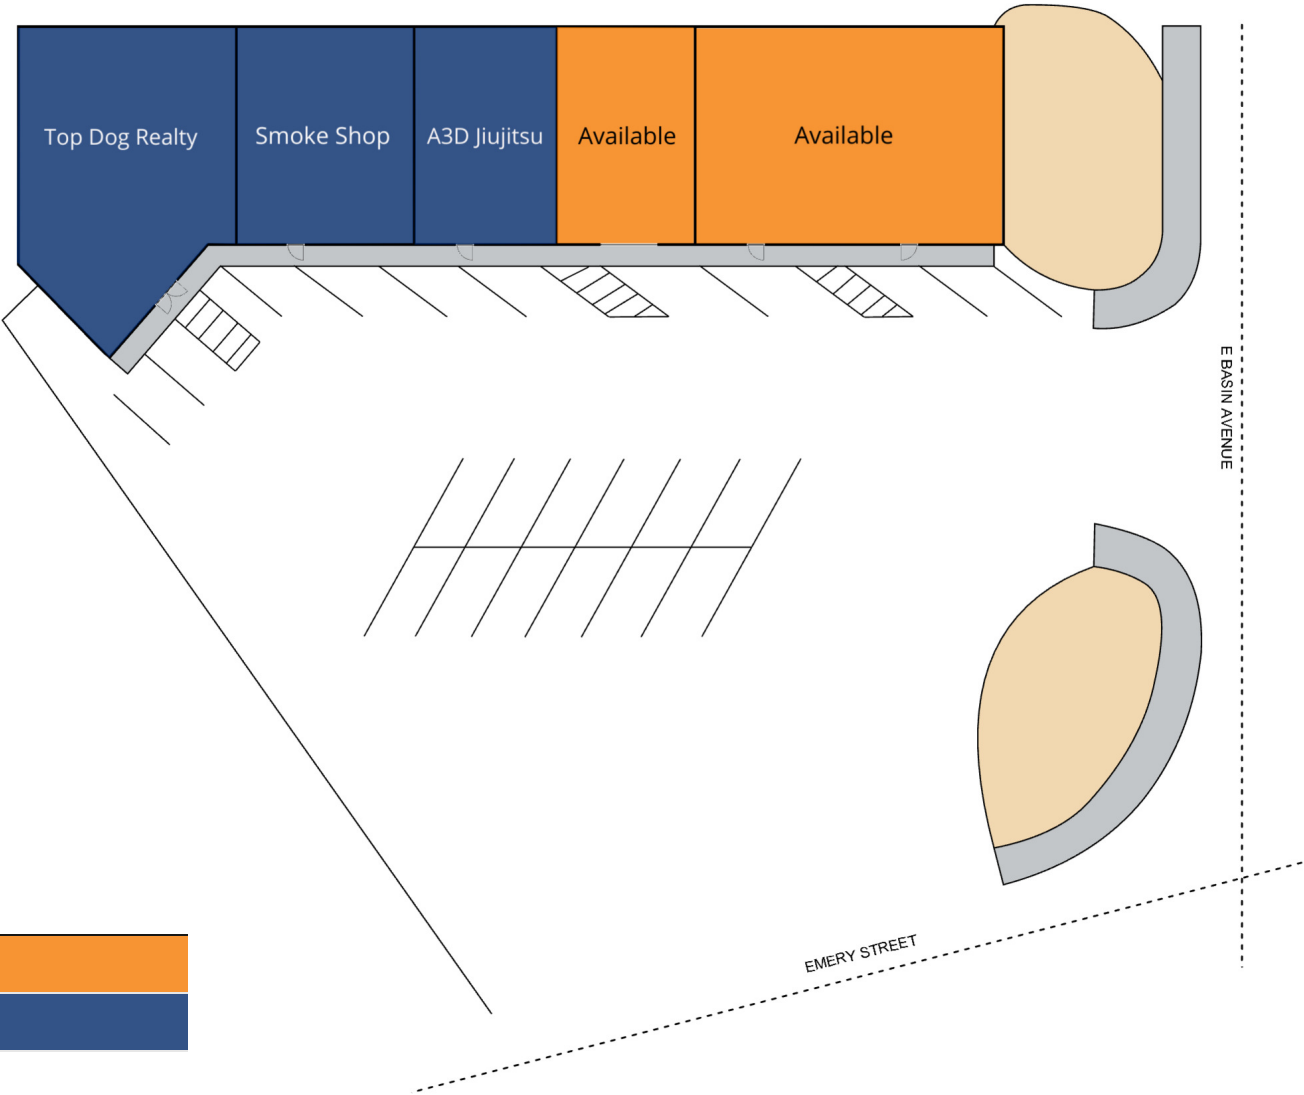 Top Dog Realty
Smoke Shop
A3D Jiujitsu
Available
Available
E BASIN AVENUE
EMERY STREET